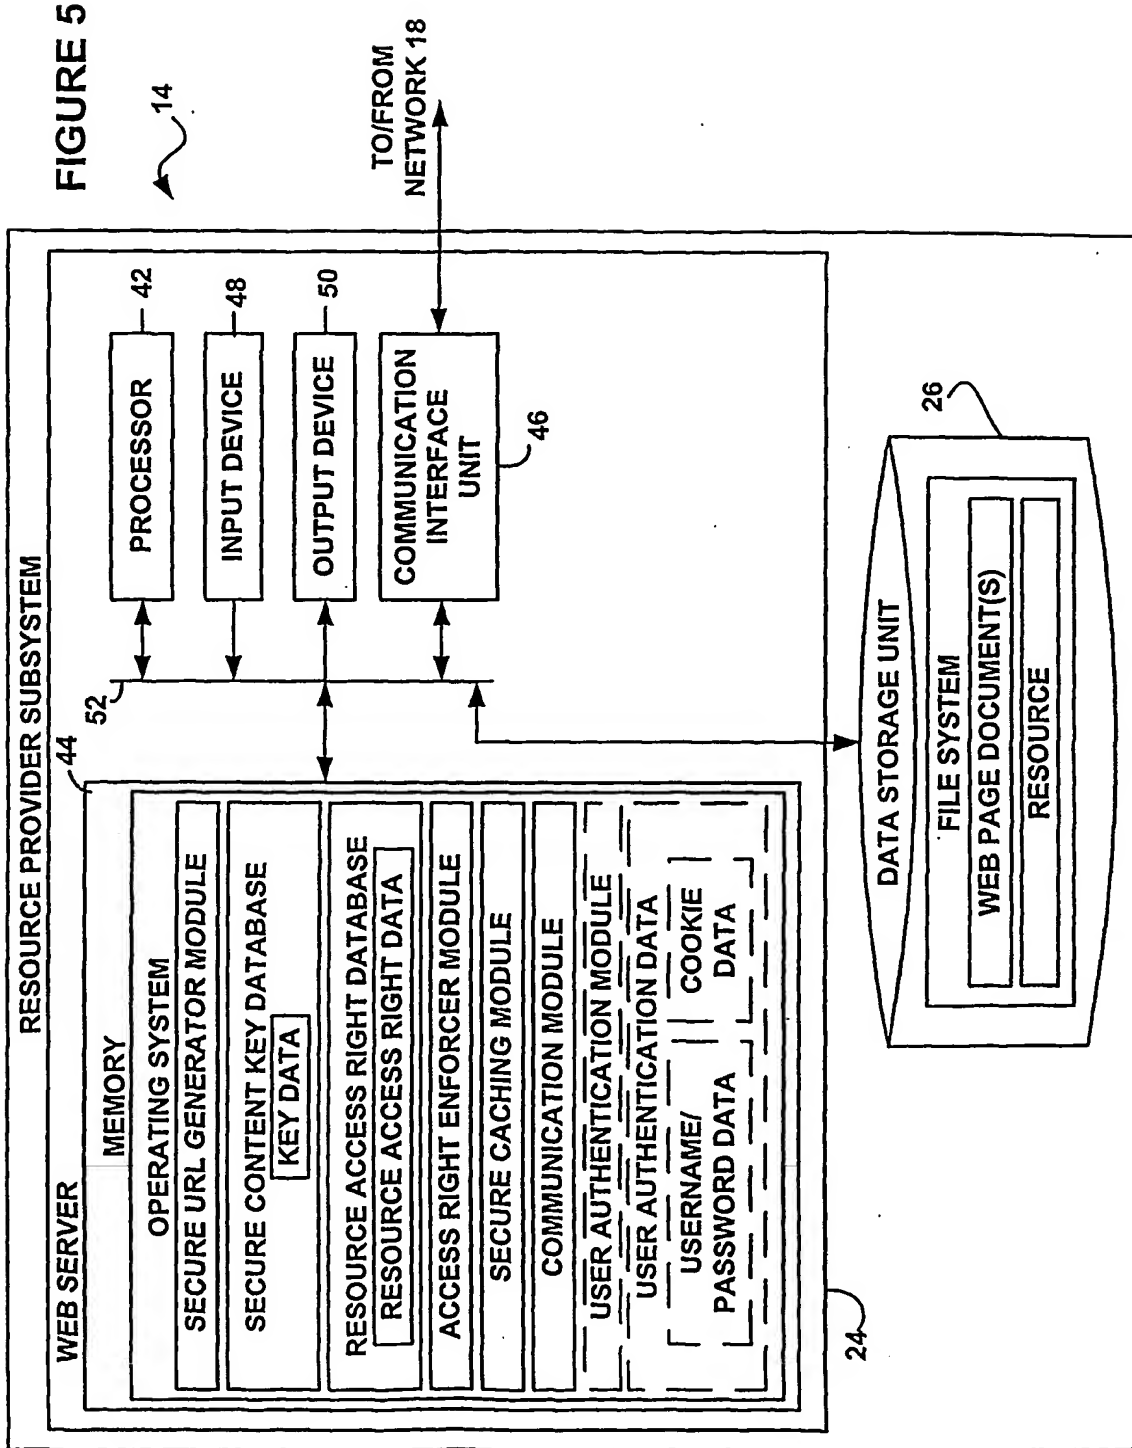 FIGURE 5
14
RESOURCE PROVIDER SUBSYSTEM
WEB SERVER
44
MEMORY
OPERATING SYSTEM
SECURE URL GENERATOR MODULE
SECURE CONTENT KEY DATABASE
KEY DATA
RESOURCE ACCESS RIGHT DATABASE
RESOURCE ACCESS RIGHT DATA
ACCESS RIGHT ENFORCER MODULE
SECURE CACHING MODULE
COMMUNICATION MODULE
USER AUTHENTICATION MODULE
USER AUTHENTICATION DATA
USERNAME/
PASSWORD DATA
COOKIE
DATA
24
52
PROCESSOR
42
INPUT DEVICE
48
OUTPUT DEVICE
50
COMMUNICATION
INTERFACE
UNIT
46
TO/FROM
NETWORK 18
DATA STORAGE UNIT
26
FILE SYSTEM
WEB PAGE DOCUMENT(S)
RESOURCE